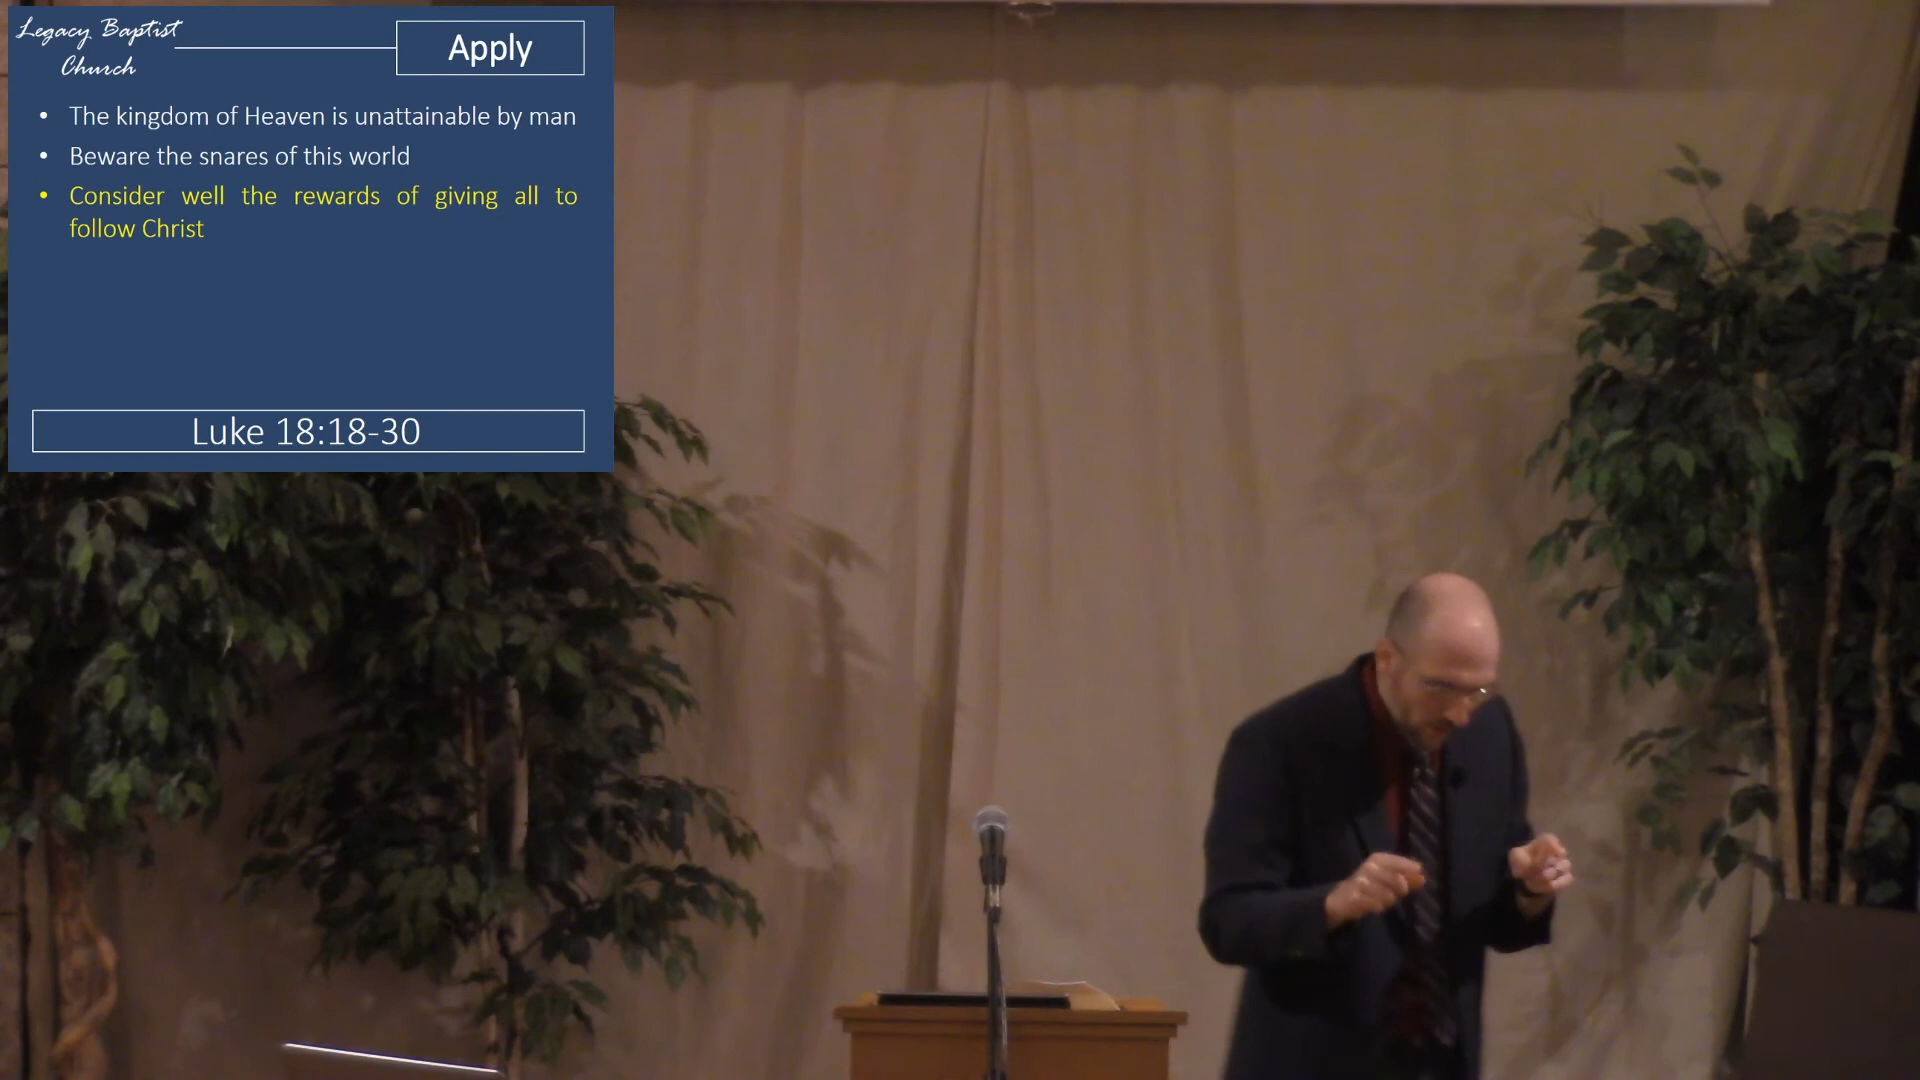 Legacy Baptist
Church
Apply
• The kingdom of Heaven is unattainable by man
• Beware the snares of this world
• Consider well the rewards of giving all to
follow Christ
Luke 18:18-30